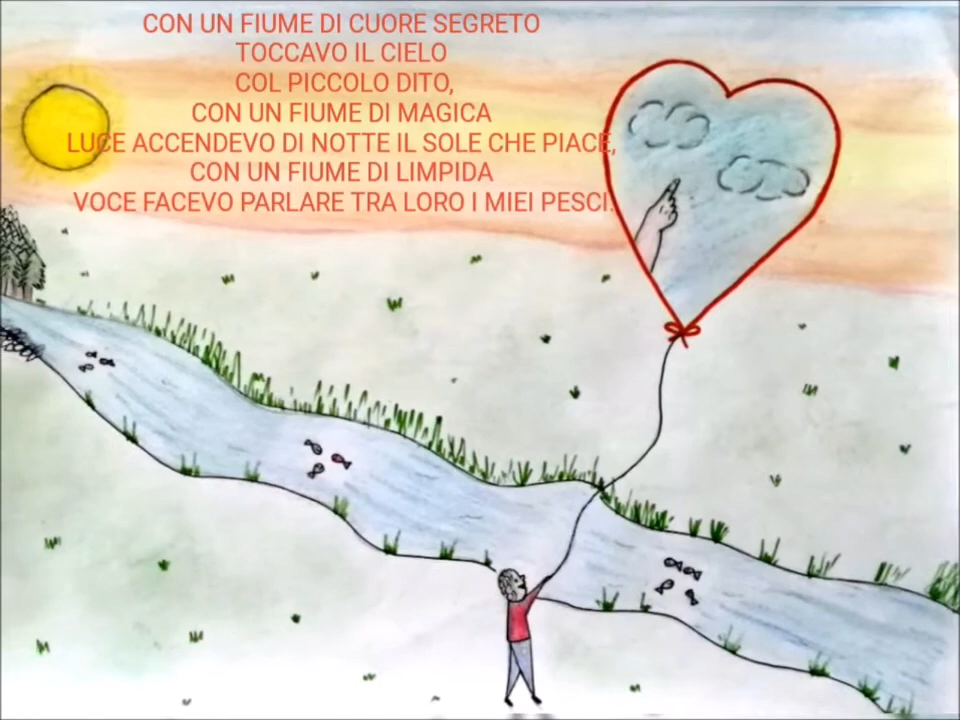 CON UN FIUME DI CUORE SEGRETO
TOCCAVO IL CIELO
COL PICCOLO DITO,
CON UN FIUME DI MAGICA
LUCE ACCENDEVO DI NOTTE IL SOLE CHE PIACE,
CON UN FIUME DI LIMPIDA
VOCE FACEVO PARLARE TRA LORO I MIEI PESCI.